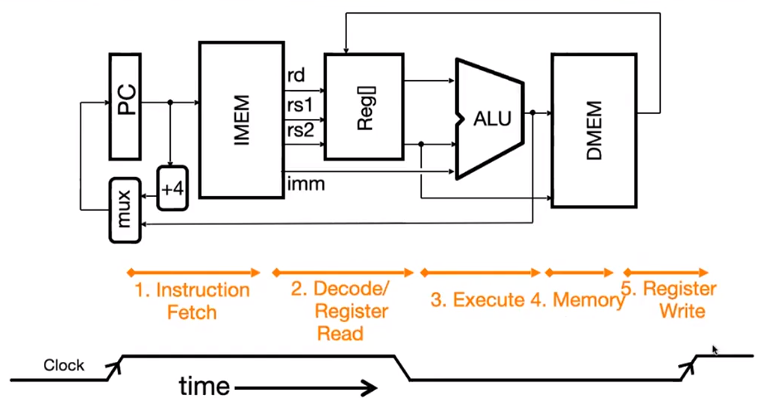 PC
+4
mux
IMEM
rd
rs1
rs2
imm
Reg[]
ALU
DMEM
1. Instruction
Fetch
2. Decode/
Register
Read
3. Execute
4. Memory
5. Register
Write
Clock
time